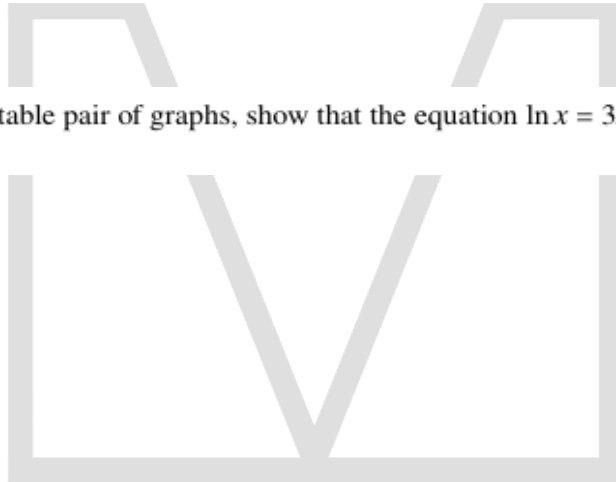 table pair of graphs, show that the equation ln x = 3